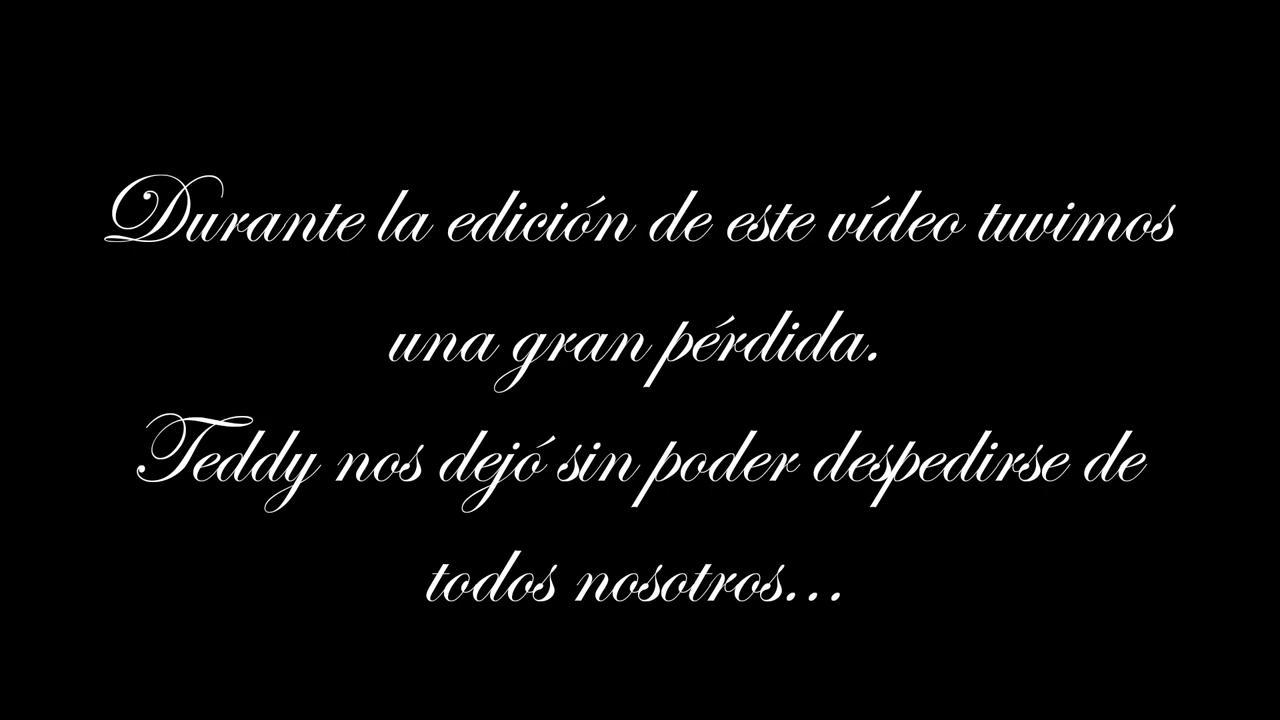 Durante la edición de este vídeo tuvimos
una gran pérdida.
Teddy nos dejó sin poder despedirse de
todos nosotros...